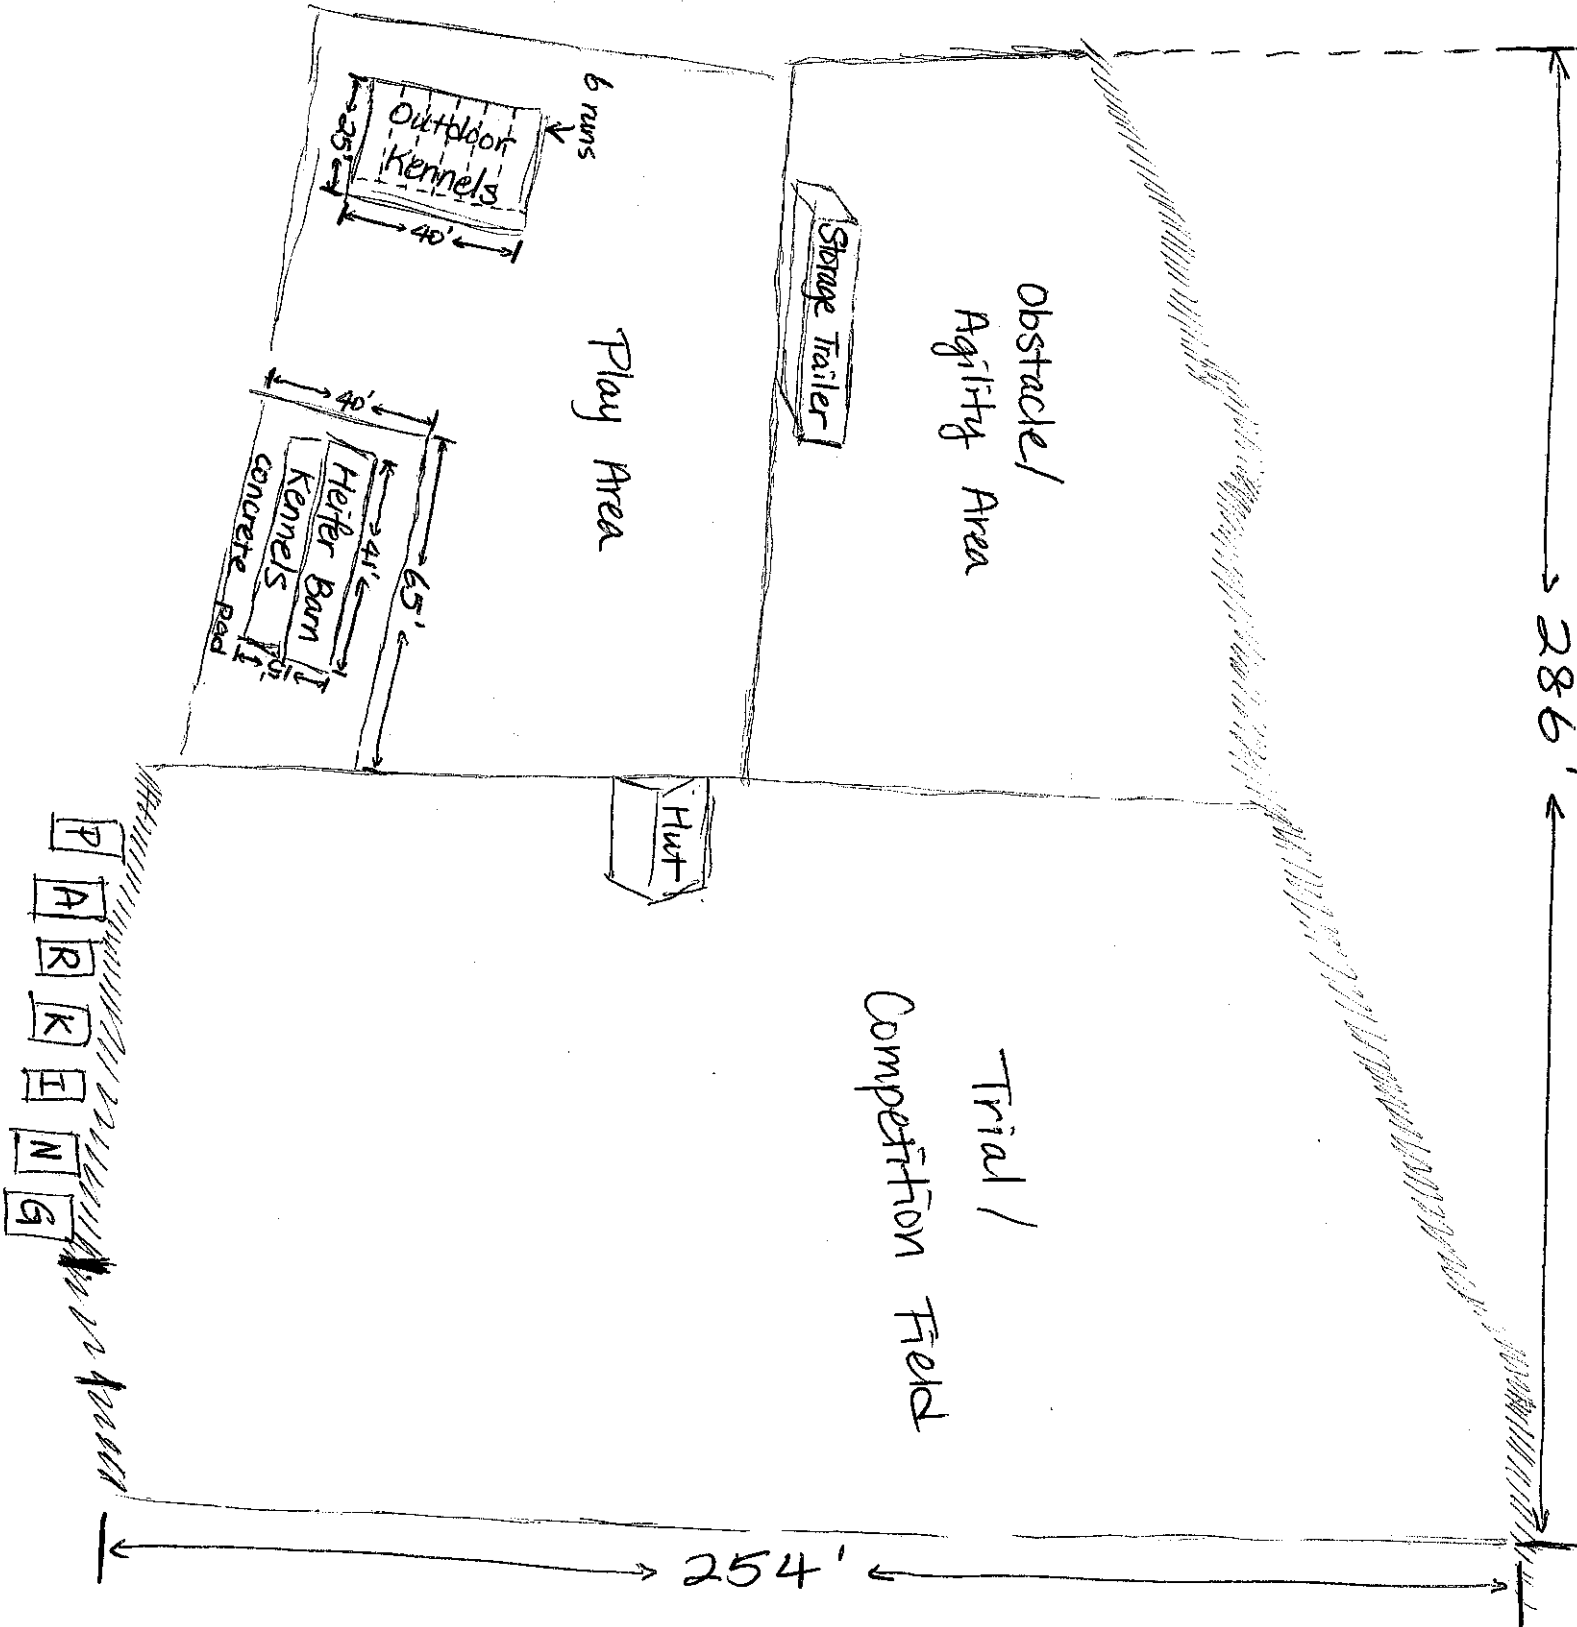 286'
Obstacle/
Agility Area
Storage Trailer
6 runs
Outdoor
Kennels
25'
40'
Play Area
40'
65'
41'
Heifer Barn
Kennels
15'
concrete pad
Hut
Trial /
Competition Field
PARKING
254'